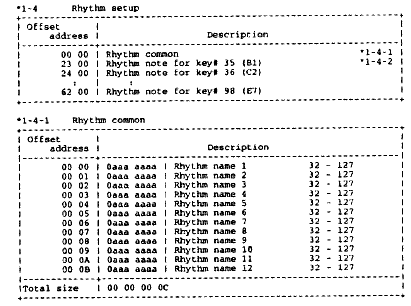 *1-4 Rhythm setup
Offset
address | Description
00 00 | Rhythm common *1-4-1
23 00 | Rhythm note for key# 35 (B1) *1-4-2
24 00 | Rhythm note for key# 36 (C2)
: | :
62 00 | Rhythm note for key# 98 (E7)
*1-4-1 Rhythm common
Offset
address | Description
00 00 | 0aaa aaaa | Rhythm name 1 32 - 127
00 01 | 0aaa aaaa | Rhythm name 2 32 - 127
00 02 | 0aaa aaaa | Rhythm name 3 32 - 127
00 03 | 0aaa aaaa | Rhythm name 4 32 - 127
00 04 | 0aaa aaaa | Rhythm name 5 32 - 127
00 05 | 0aaa aaaa | Rhythm name 6 32 - 127
00 06 | 0aaa aaaa | Rhythm name 7 32 - 127
00 07 | 0aaa aaaa | Rhythm name 8 32 - 127
00 08 | 0aaa aaaa | Rhythm name 9 32 - 127
00 09 | 0aaa aaaa | Rhythm name 10 32 - 127
00 0A | 0aaa aaaa | Rhythm name 11 32 - 127
00 0B | 0aaa aaaa | Rhythm name 12 32 - 127
Total size | 00 00 00 0C